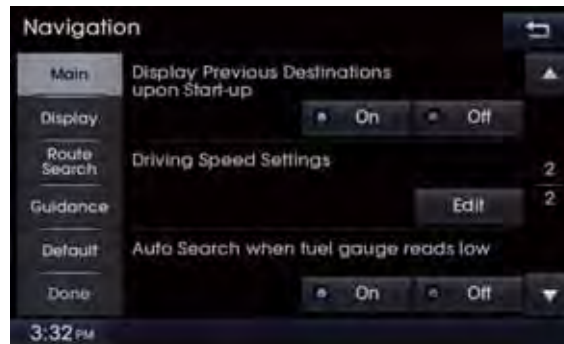 Navigation
Main
Display Previous Destinations
upon Start-up
On
Off
Display
Route
Search
Driving Speed Settings
2
2
Guidance
Edit
Default
Auto Search when fuel gauge reads low
Done
On
Off
3:32 PM